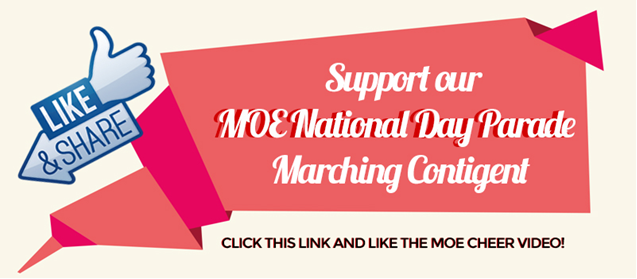 LIKE
& SHARE
Support our
MOE National Day Parade
Marching Contigent
CLICK THIS LINK AND LIKE THE MOE CHEER VIDEO!